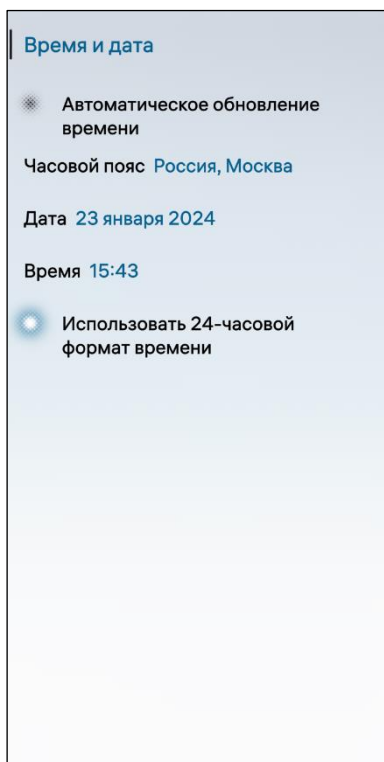 Время и дата
Автоматическое обновление
времени
Часовой пояс Россия, Москва
Дата 23 января 2024
Время 15:43
Использовать 24-часовой
формат времени